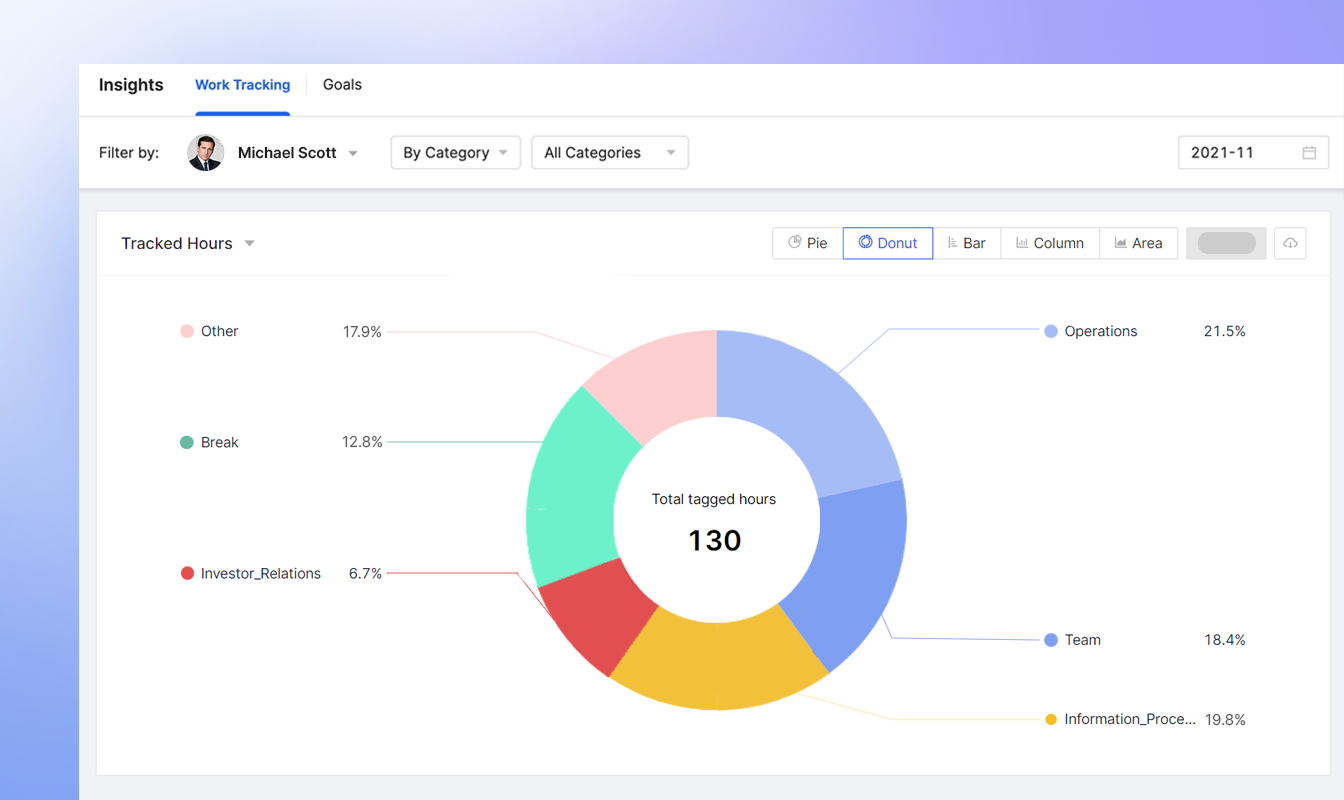 Insights Work Tracking Goals
Filter by: Michael Scott By Category All Categories 2021-11
Tracked Hours Pie Donut Bar Column Area
Other 17.9% Operations 21.5%
Break 12.8%
Total tagged hours
130
Investor_Relations 6.7%
Team 18.4%
Information_Proce... 19.8%